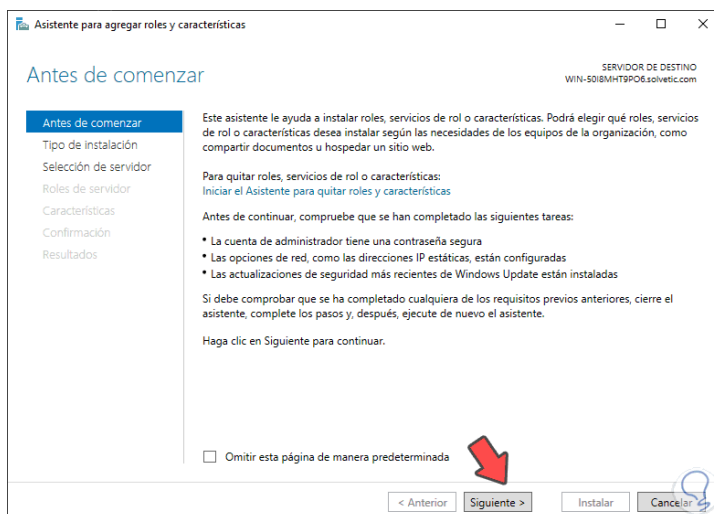 Asistente para agregar roles y características
Antes de comenzar
SERVIDOR DE DESTINO
WIN-50I8MHT9PO6.solvetic.com
Antes de comenzar
Tipo de instalación
Selección de servidor
Roles de servidor
Características
Confirmación
Resultados
Este asistente le ayuda a instalar roles, servicios de rol o características. Podrá elegir qué roles, servicios
de rol o características desea instalar según las necesidades de los equipos de la organización, como
compartir documentos u hospedar un sitio web.
Para quitar roles, servicios de rol o características:
Iniciar el Asistente para quitar roles y características
Antes de continuar, compruebe que se han completado las siguientes tareas:
• La cuenta de administrador tiene una contraseña segura
• Las opciones de red, como las direcciones IP estáticas, están configuradas
• Las actualizaciones de seguridad más recientes de Windows Update están instaladas
Si debe comprobar que se ha completado cualquiera de los requisitos previos anteriores, cierre el
asistente, complete los pasos y, después, ejecute de nuevo el asistente.
Haga clic en Siguiente para continuar.
Omitir esta página de manera predeterminada
< Anterior Siguiente > Instalar Cancelar